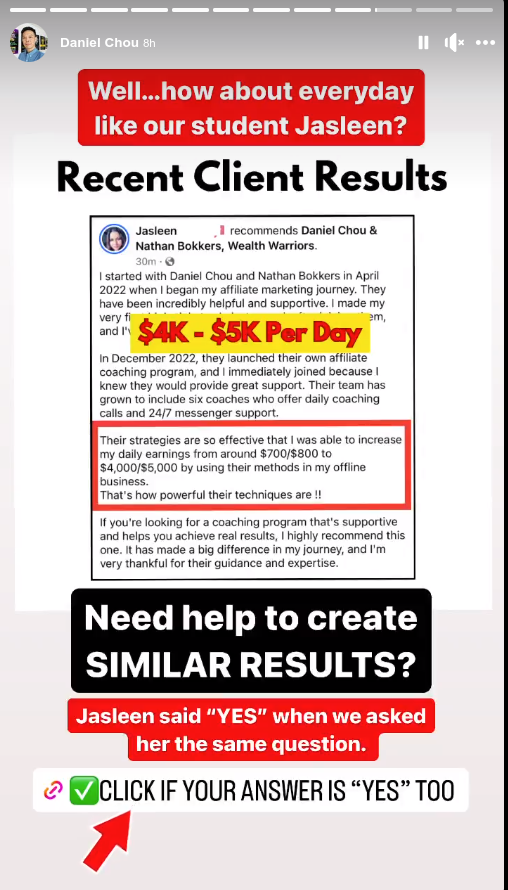 Daniel Chou 8h
Well...how about everyday
like our student Jasleen?
Recent Client Results
Jasleen recommends Daniel Chou &
Nathan Bokkers, Wealth Warriors.
30m ·
I started with Daniel Chou and Nathan Bokkers in April
2022 when I began my affiliate marketing journey. They
have been incredibly helpful and supportive. I made my
very
and I'v
$4K - $5K Per Day
In December 2022, they launched their own affiliate
coaching program, and I immediately joined because I
knew they would provide great support. Their team has
grown to include six coaches who offer daily coaching
calls and 24/7 messenger support.
Their strategies are so effective that I was able to increase
my daily earnings from around $700/$800 to
$4,000/$5,000 by using their methods in my offline
business.
That's how powerful their techniques are !!
If you're looking for a coaching program that's supportive
and helps you achieve real results, I highly recommend this
one. It has made a big difference in my journey, and I'm
very thankful for their guidance and expertise.
Need help to create
SIMILAR RESULTS?
Jasleen said “YES” when we asked
her the same question.
✅CLICK IF YOUR ANSWER IS “YES” TOO